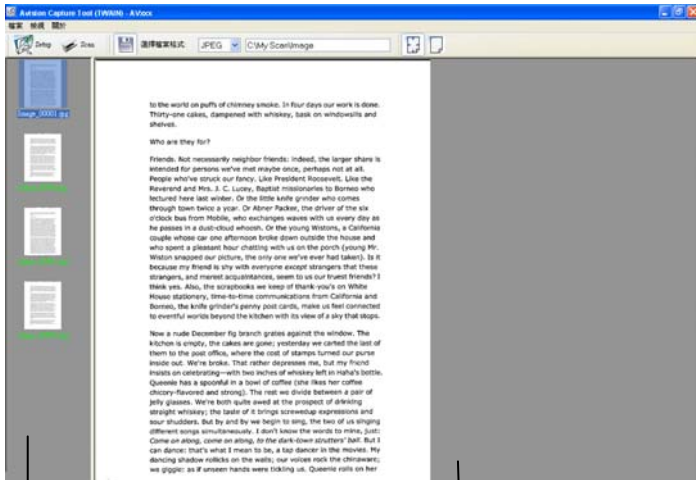 Avision Capture Tool (TWAIN) - AV
檔案 檢視 關於
Setup Scan 選擇檔案格式: JPEG C:\My Scan\Image
Image_00001.jpg
to the world on puffs of chimney smoke. In four days our work is done.
Thirty-one cakes, dampened with whiskey, bask on windowsills and
shelves.
Who are they for?
Friends. Not necessarily neighbor friends: indeed, the larger share is
intended for persons we've met maybe once, perhaps not at all.
People who've struck our fancy. Like President Roosevelt. Like the
Reverend and Mrs. J. C. Lucey, Baptist missionaries to Borneo who
lectured here last winter. Or the little knife grinder who comes
through town twice a year. Or Abner Packer, the driver of the six
o'clock bus from Mobile, who exchanges waves with us every day as
he passes in a dust-cloud whoosh. Or the young Wistons, a California
couple whose car one afternoon broke down outside the house and
who spent a pleasant hour chatting with us on the porch (young Mr.
Wiston snapped our picture, the only one we've ever had taken). Is it
because my friend is shy with everyone except strangers that these
strangers, and merest acquaintances, seem to us our truest friends? I
think yes. Also, the scrapbooks we keep of thank-you's on White
House stationery, time-to-time communications from California and
Borneo, the knife grinder's penny post cards, make us feel connected
to eventful worlds beyond the kitchen with its view of a sky that stops.
Now a nude December fig branch grates against the window. The
kitchen is empty, the cakes are gone; yesterday we carted the last of
them to the post office, where the cost of stamps turned our purse
inside out. We're broke. That rather depresses me, but my friend
insists on celebrating—with two inches of whiskey left in Haha's bottle.
Queenie has a spoonful in a bowl of coffee (she likes her coffee
chicory-flavored and strong). The rest we divide between a pair of
jelly glasses. We're both quite awed at the prospect of drinking
straight whiskey; the taste of it brings screwedup expressions and
sour shudders. But by and by we begin to sing, the two of us singing
different songs simultaneously. I don't know the words to mine, just:
Come on along, come on along, to the dark-town strutters' ball. But I
can dance: that's what I mean to be, a tap dancer in the movies. My
dancing shadow rollicks on the walls; our voices rock the chinaware;
we giggle: as if unseen hands were tickling us. Queenie rolls on her